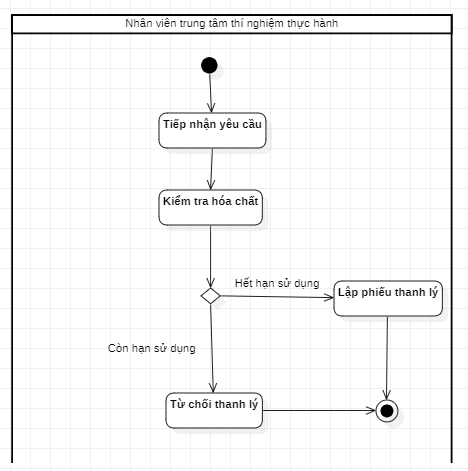 Nhân viên trung tâm thí nghiệm thực hành
Tiếp nhận yêu cầu
Kiểm tra hóa chất
Hết hạn sử dụng
Lập phiếu thanh lý
Còn hạn sử dụng
Từ chối thanh lý